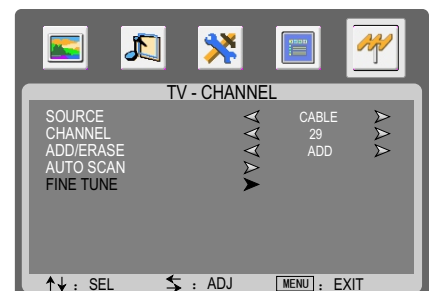 TV - CHANNEL
SOURCE CABLE
CHANNEL 29
ADD/ERASE ADD
AUTO SCAN
FINE TUNE
: SEL : ADJ MENU : EXIT